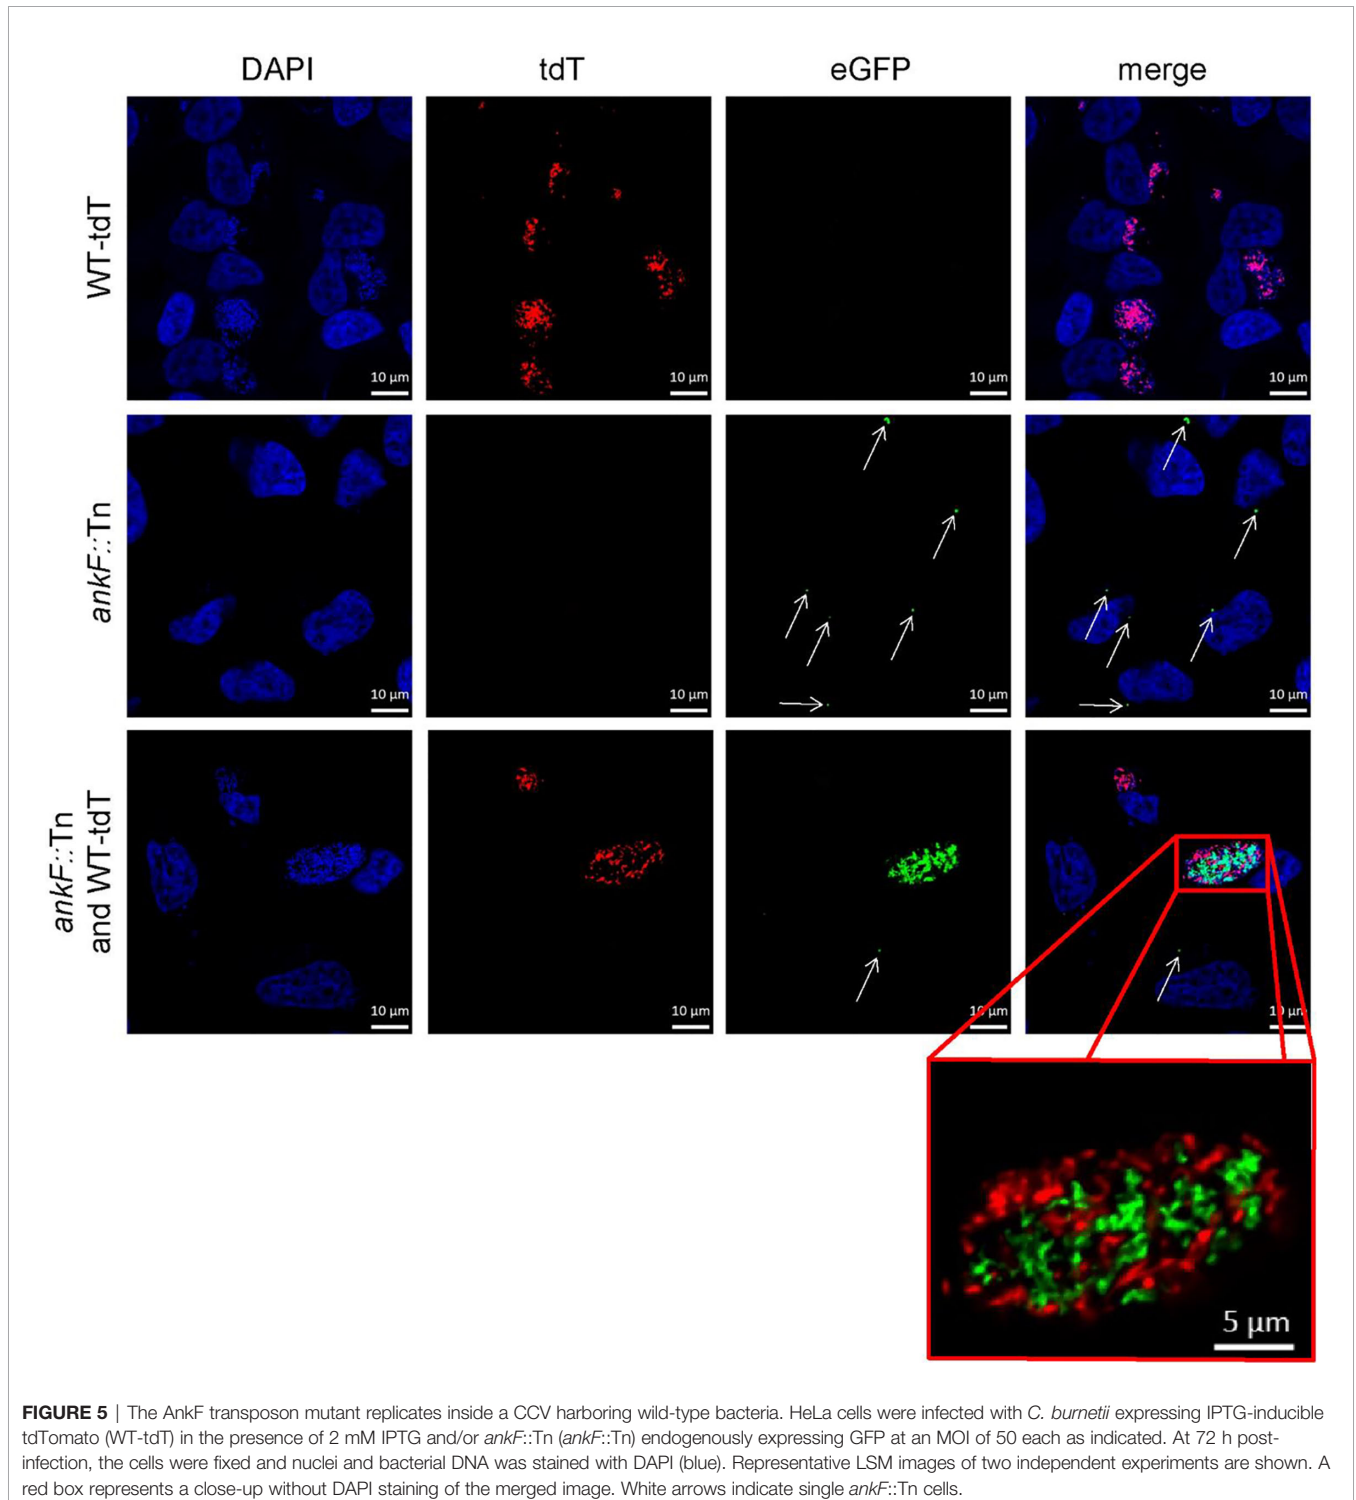 DAPI tdT eGFP merge
WT-tdT
10 µm 10 µm 10 µm 10 µm
ankF::Tn
10 µm 10 µm 10 µm 10 µm
ankF::Tn
and WT-tdT
10 µm 10 µm 10 µm 10 µm
5 µm
FIGURE 5 | The AnkF transposon mutant replicates inside a CCV harboring wild-type bacteria. HeLa cells were infected with C. burnetii expressing IPTG-inducible
tdTomato (WT-tdT) in the presence of 2 mM IPTG and/or ankF::Tn (ankF::Tn) endogenously expressing GFP at an MOI of 50 each as indicated. At 72 h post-
infection, the cells were fixed and nuclei and bacterial DNA was stained with DAPI (blue). Representative LSM images of two independent experiments are shown. A
red box represents a close-up without DAPI staining of the merged image. White arrows indicate single ankF::Tn cells.